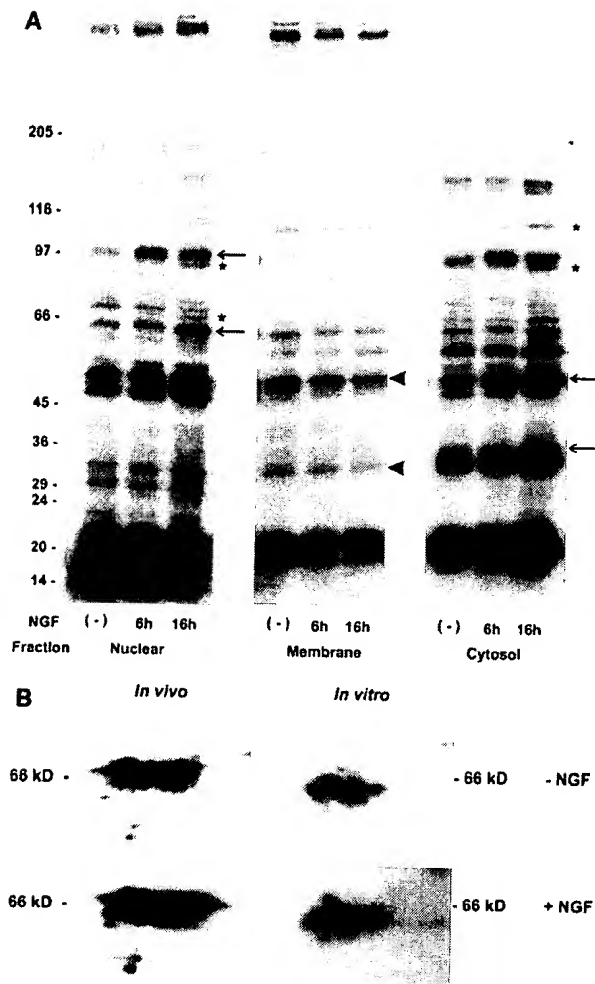 A
205 -
116 -
97 -
66 -
45 -
36 -
29 -
24 -
20 -
14 -
*
*
*
*
NGF (-) 6h 16h (-) 6h 16h (-) 6h 16h
Fraction Nuclear Membrane Cytosol
B In vivo In vitro
66 kD - - 66 kD - NGF
66 kD - - 66 kD + NGF